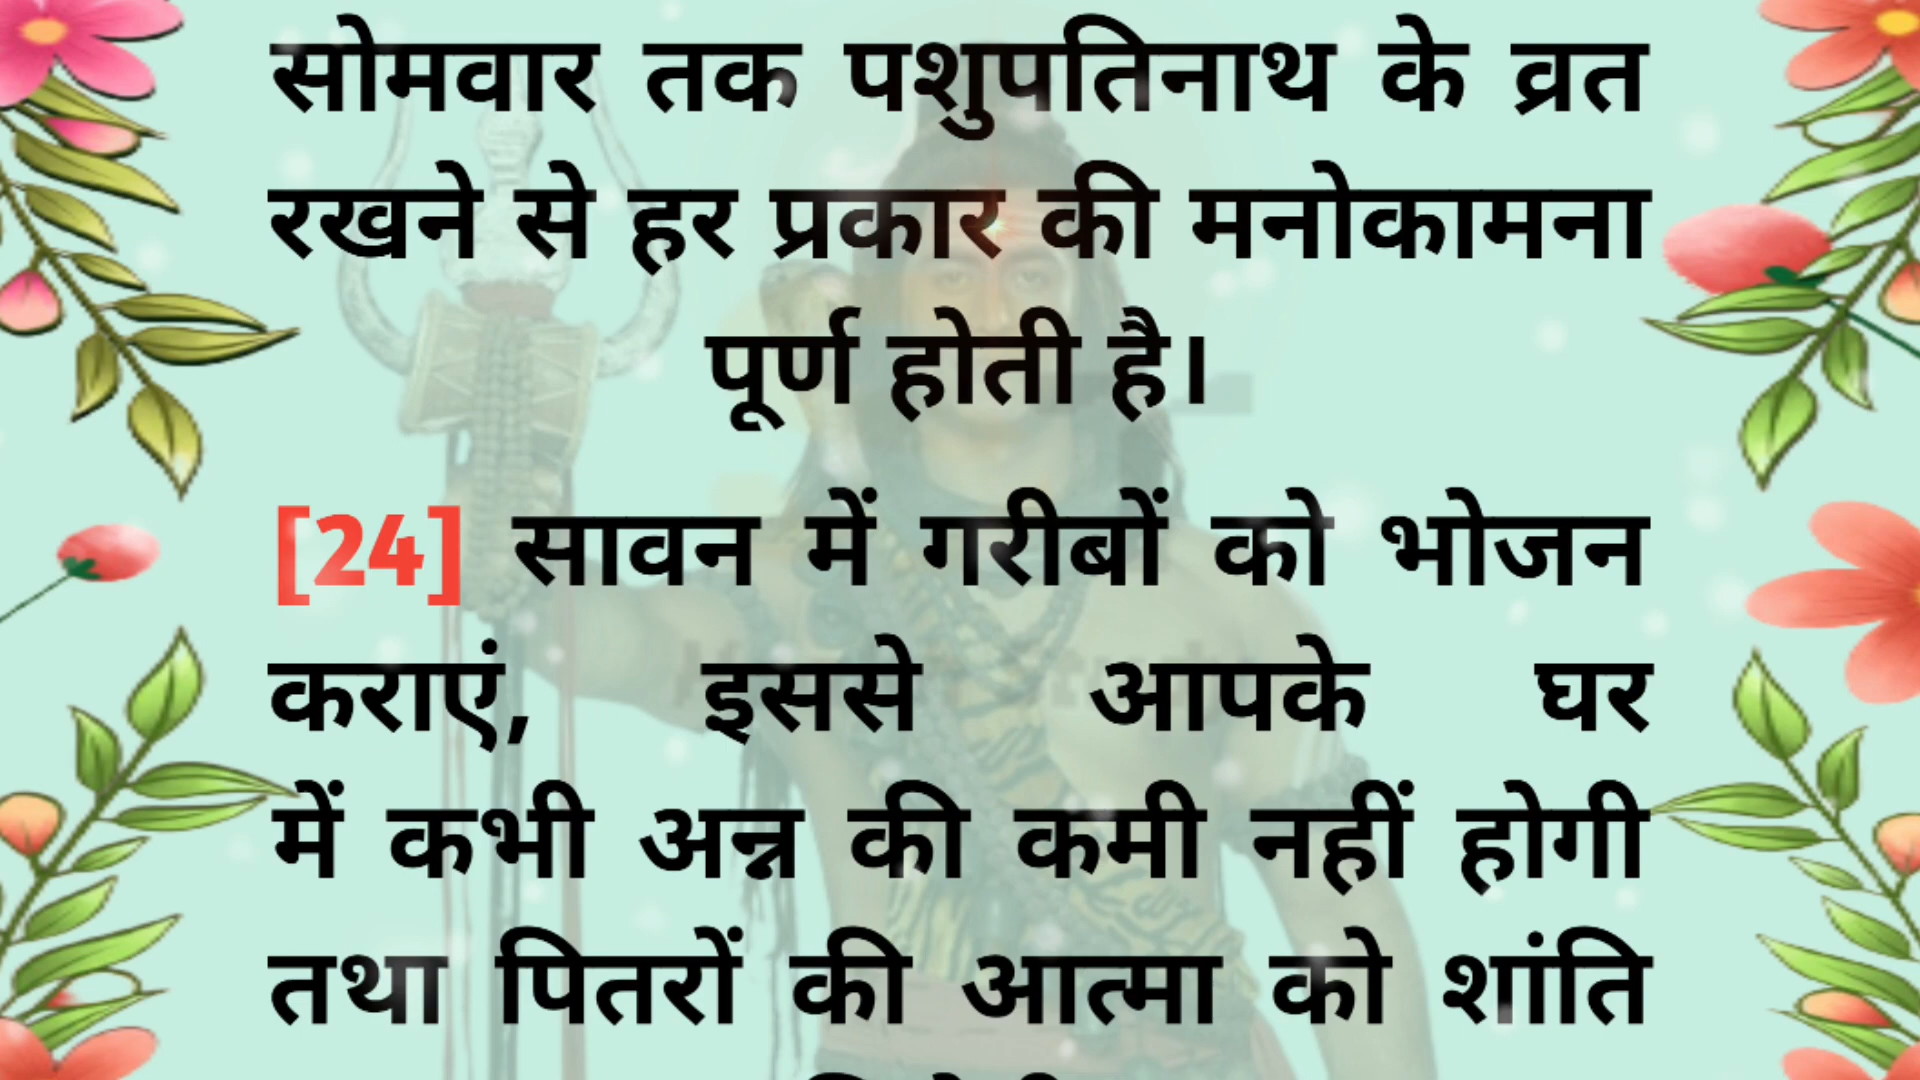 सोमवार तक पशुपतिनाथ के व्रत
रखने से हर प्रकार की मनोकामना
पूर्ण होती है।
[24] सावन में गरीबों को भोजन
कराएं, इससे आपके घर
में कभी अन्न की कमी नहीं होगी
तथा पितरों की आत्मा को शांति